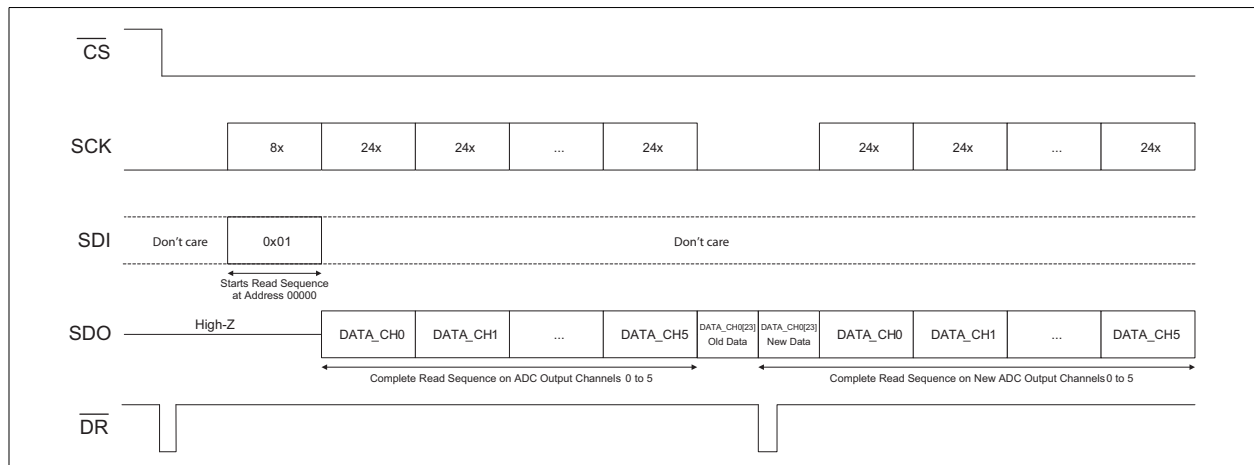 CS
SCK
8x
24x
24x
...
24x
24x
24x
...
24x
SDI
Don't care
0x01
Don't care
Starts Read Sequence
at Address 00000
SDO
High-Z
DATA_CH0
DATA_CH1
...
DATA_CH5
DATA_CH0[23]
Old Data
DATA_CH0[23]
New Data
DATA_CH0
DATA_CH1
...
DATA_CH5
Complete Read Sequence on ADC Output Channels 0 to 5
Complete Read Sequence on New ADC Output Channels 0 to 5
DR